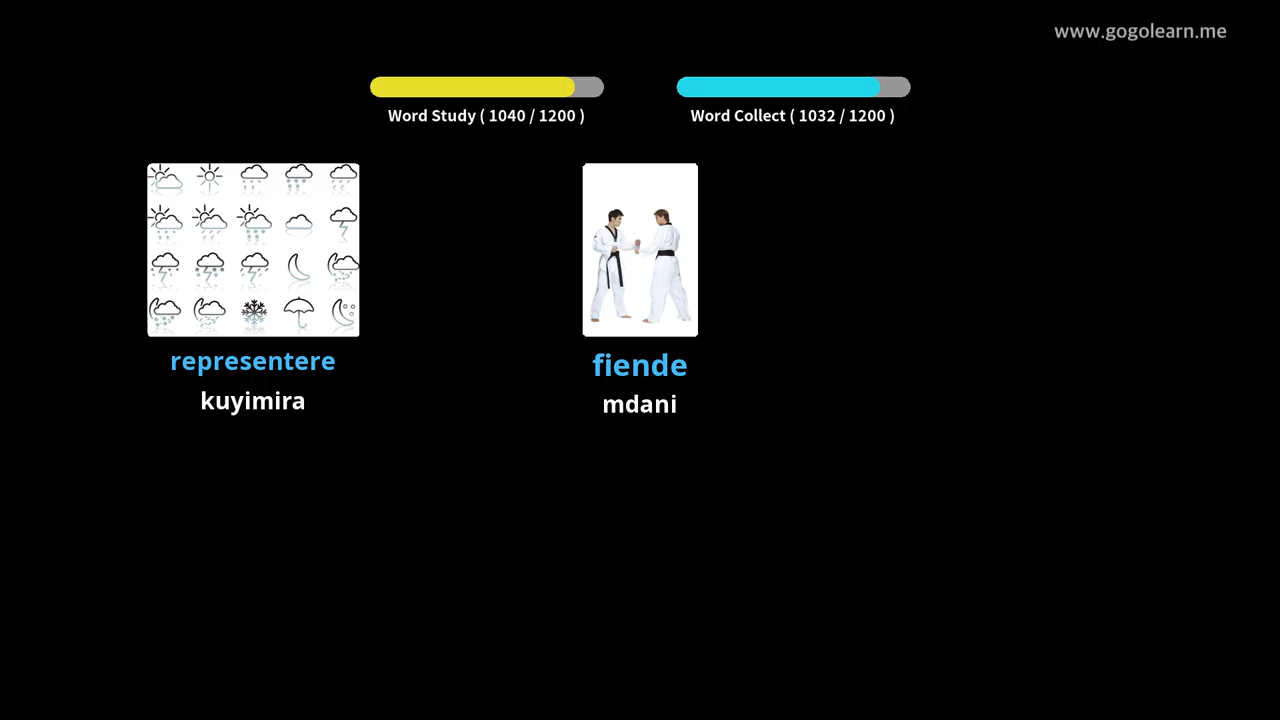 www.gogolearn.me
Word Study ( 1040 / 1200 )
Word Collect ( 1032 / 1200 )
representere
kuyimira
fiende
mdani